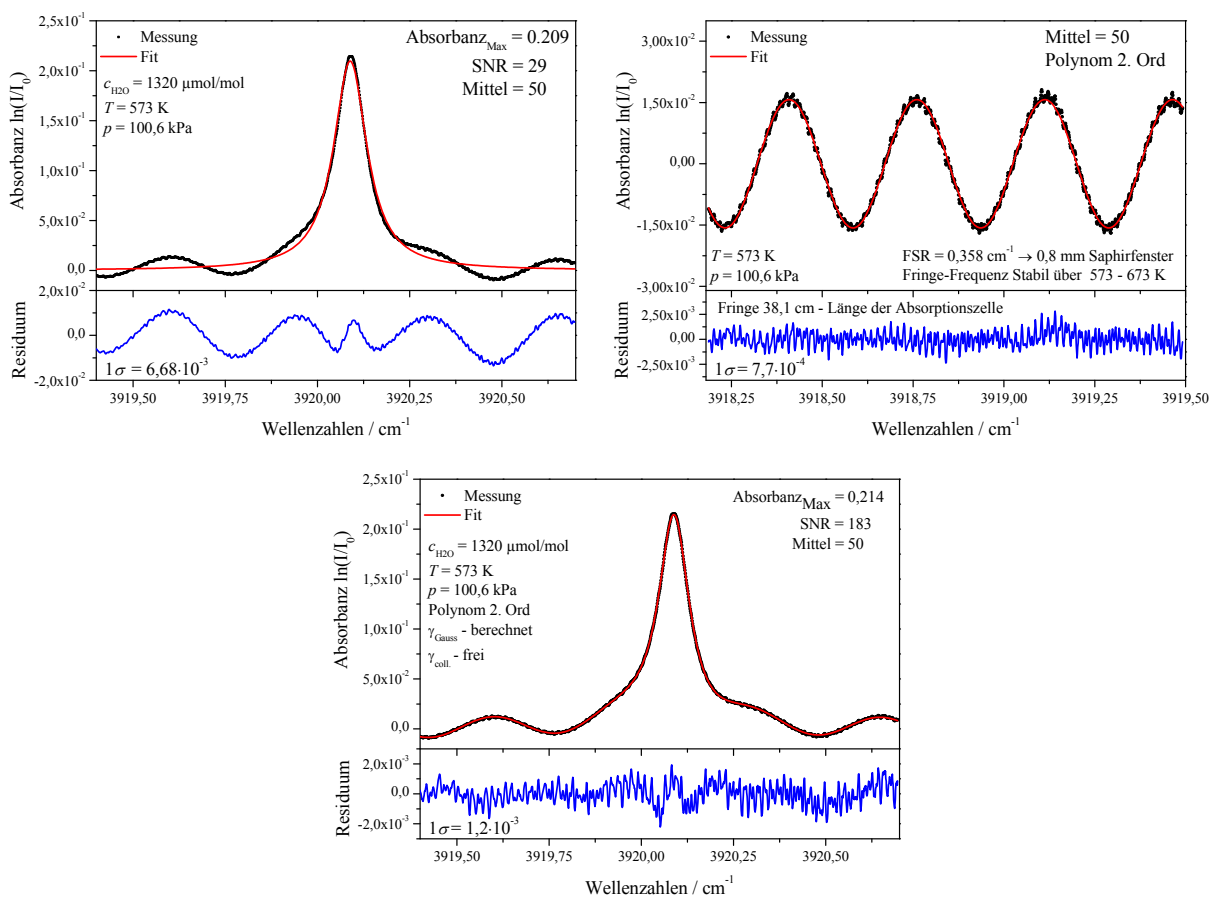 2,5x10⁻¹
2,0x10⁻¹
1,5x10⁻¹
1,0x10⁻¹
5,0x10⁻²
0,0
Absorbanz ln(I/I₀)
Messung
Fit
c_H2O = 1320 µmol/mol
T = 573 K
p = 100,6 kPa
Absorbanz_Max = 0.209
SNR = 29
Mittel = 50
2,0x10⁻²
0,0
-2,0x10⁻²
Residuum
1σ = 6,68·10⁻³
3919,50 3919,75 3920,00 3920,25 3920,50
Wellenzahlen / cm⁻¹
3,00x10⁻²
1,50x10⁻²
0,00
-1,50x10⁻²
-3,00x10⁻²
Absorbanz ln(I/I₀)
Messung
Fit
Mittel = 50
Polynom 2. Ord
T = 573 K
p = 100,6 kPa
FSR = 0,358 cm⁻¹ → 0,8 mm Saphirfenster
Fringe-Frequenz Stabil über 573 - 673 K
2,50x10⁻³
0,00
-2,50x10⁻³
Residuum
Fringe 38,1 cm - Länge der Absorptionszelle
1σ = 7,7·10⁻⁴
3918,25 3918,50 3918,75 3919,00 3919,25 3919,50
Wellenzahlen / cm⁻¹
2,5x10⁻¹
2,0x10⁻¹
1,5x10⁻¹
1,0x10⁻¹
5,0x10⁻²
0,0
Absorbanz ln(I/I₀)
Messung
Fit
c_H2O = 1320 µmol/mol
T = 573 K
p = 100,6 kPa
Polynom 2. Ord
γ_Gauss - berechnet
γ_coll. - frei
Absorbanz_Max = 0,214
SNR = 183
Mittel = 50
2,0x10⁻³
0,0
-2,0x10⁻³
Residuum
1σ = 1,2·10⁻³
3919,50 3919,75 3920,00 3920,25 3920,50
Wellenzahlen / cm⁻¹